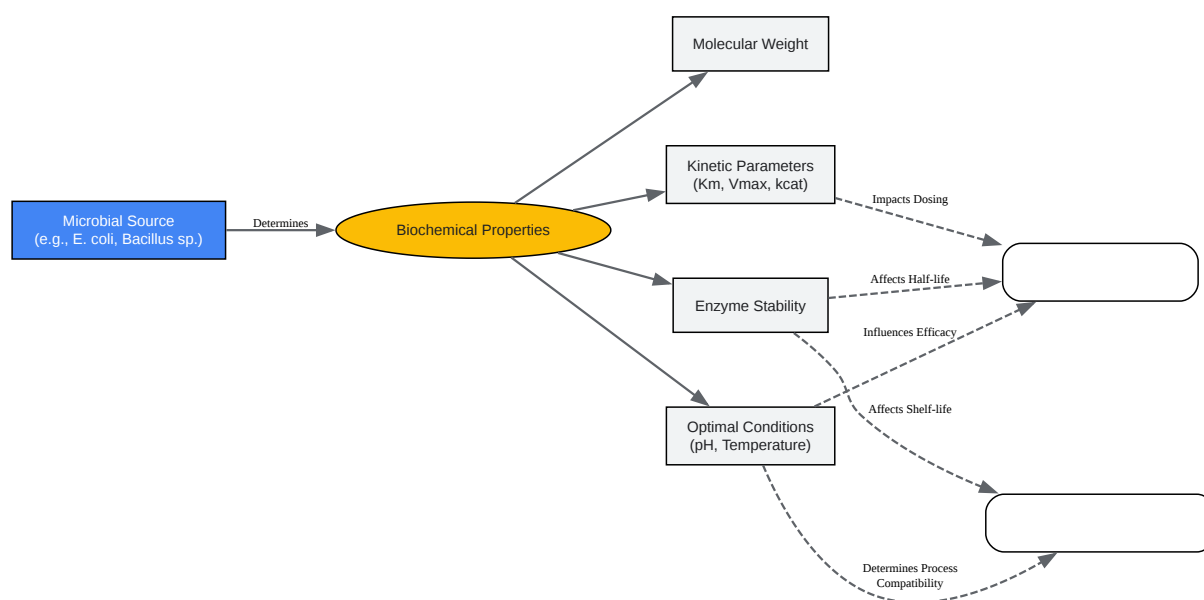 Molecular Weight
Kinetic Parameters
(Km, Vmax, kcat)
Impacts Dosing
Microbial Source
(e.g., E. coli, Bacillus sp.)
Determines
Biochemical Properties
Affects Half-life
Enzyme Stability
Influences Efficacy
Affects Shelf-life
Optimal Conditions
(pH, Temperature)
Determines Process
Compatibility